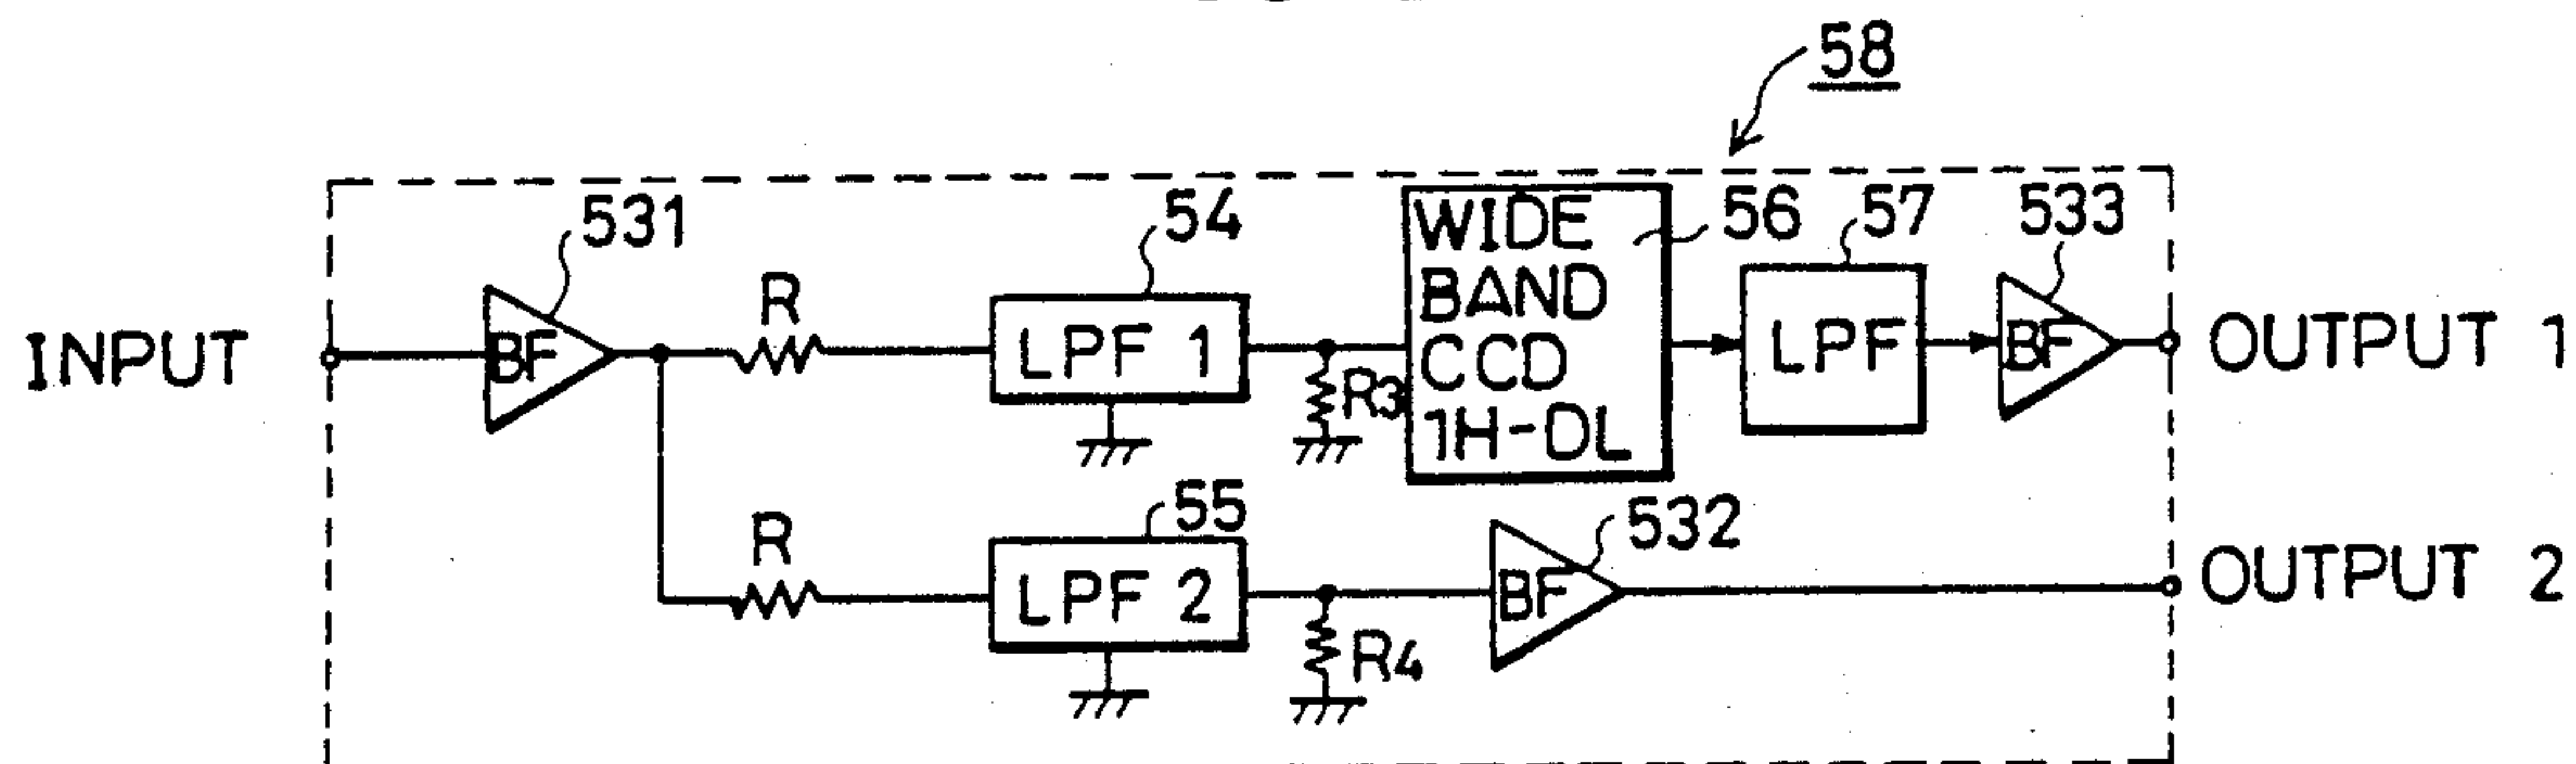 58
531
54
56
57
533
R
WIDE
BAND
CCD
1H-DL
INPUT
BF
LPF 1
R3
LPF
BF
OUTPUT 1
R
55
532
LPF 2
BF
R4
OUTPUT 2